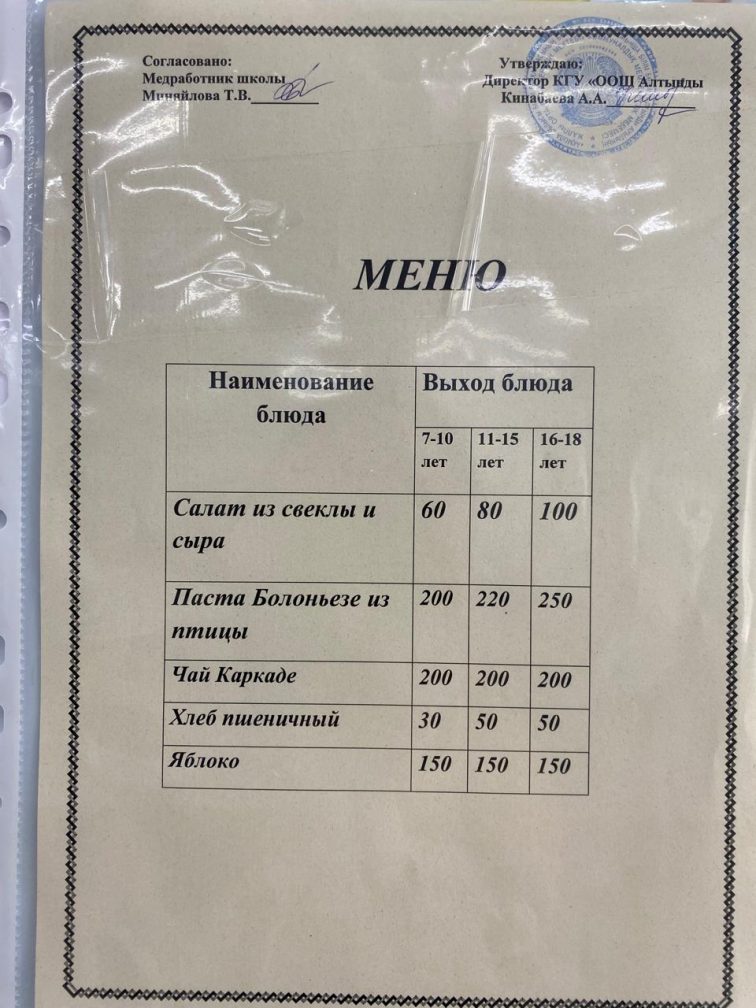 Согласовано:
Медработник школы
Миняйлова Т.В.
Утверждаю:
Директор КГУ «ООШ Алтынды
Кинабаева А.А.
МЕНЮ
Наименование блюда
Выход блюда
7-10 лет
11-15 лет
16-18 лет
Салат из свеклы и
сыра
60 80 100
Паста Болоньезе из
птицы
200 220 250
Чай Каркаде 200 200 200
Хлеб пшеничный 30 50 50
Яблоко 150 150 150